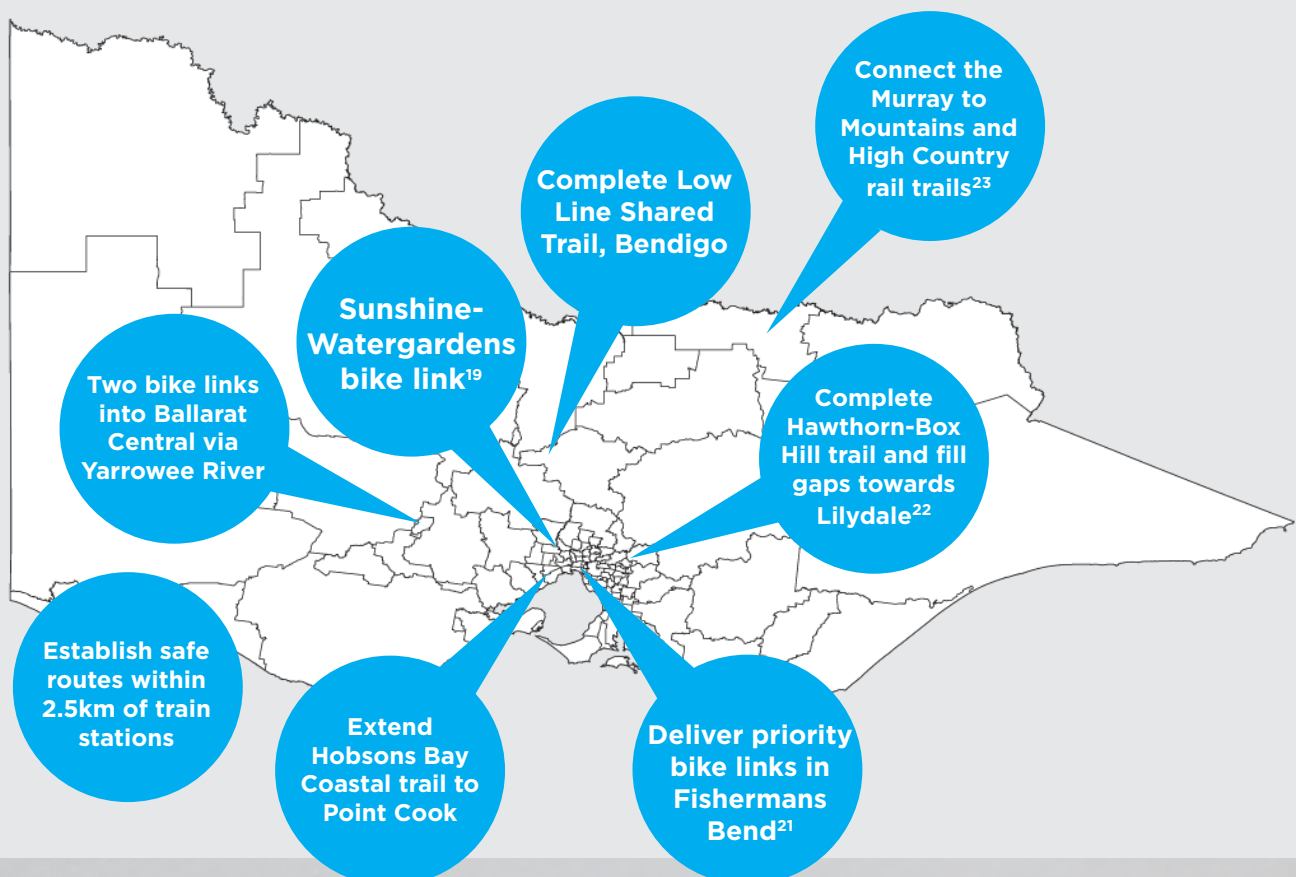 Connect the
Murray to
Mountains and
High Country
rail trails²³
Complete Low
Line Shared
Trail, Bendigo
Sunshine-
Watergardens
bike link¹⁹
Two bike links
into Ballarat
Central via
Yarrowee River
Complete
Hawthorn-Box
Hill trail and fill
gaps towards
Lilydale²²
Establish safe
routes within
2.5km of train
stations
Extend
Hobsons Bay
Coastal trail to
Point Cook
Deliver priority
bike links in
Fishermans
Bend²¹